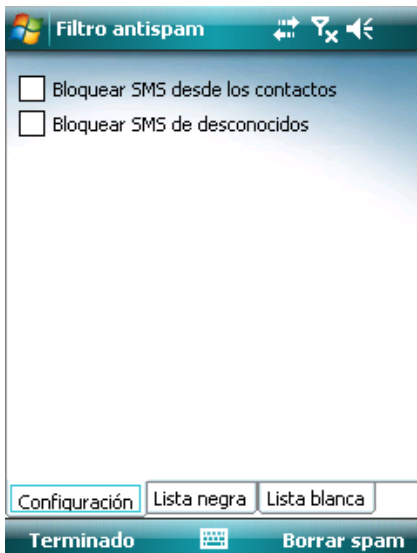 Filtro antispam
Bloquear SMS desde los contactos
Bloquear SMS de desconocidos
Configuración Lista negra Lista blanca
Terminado Borrar spam